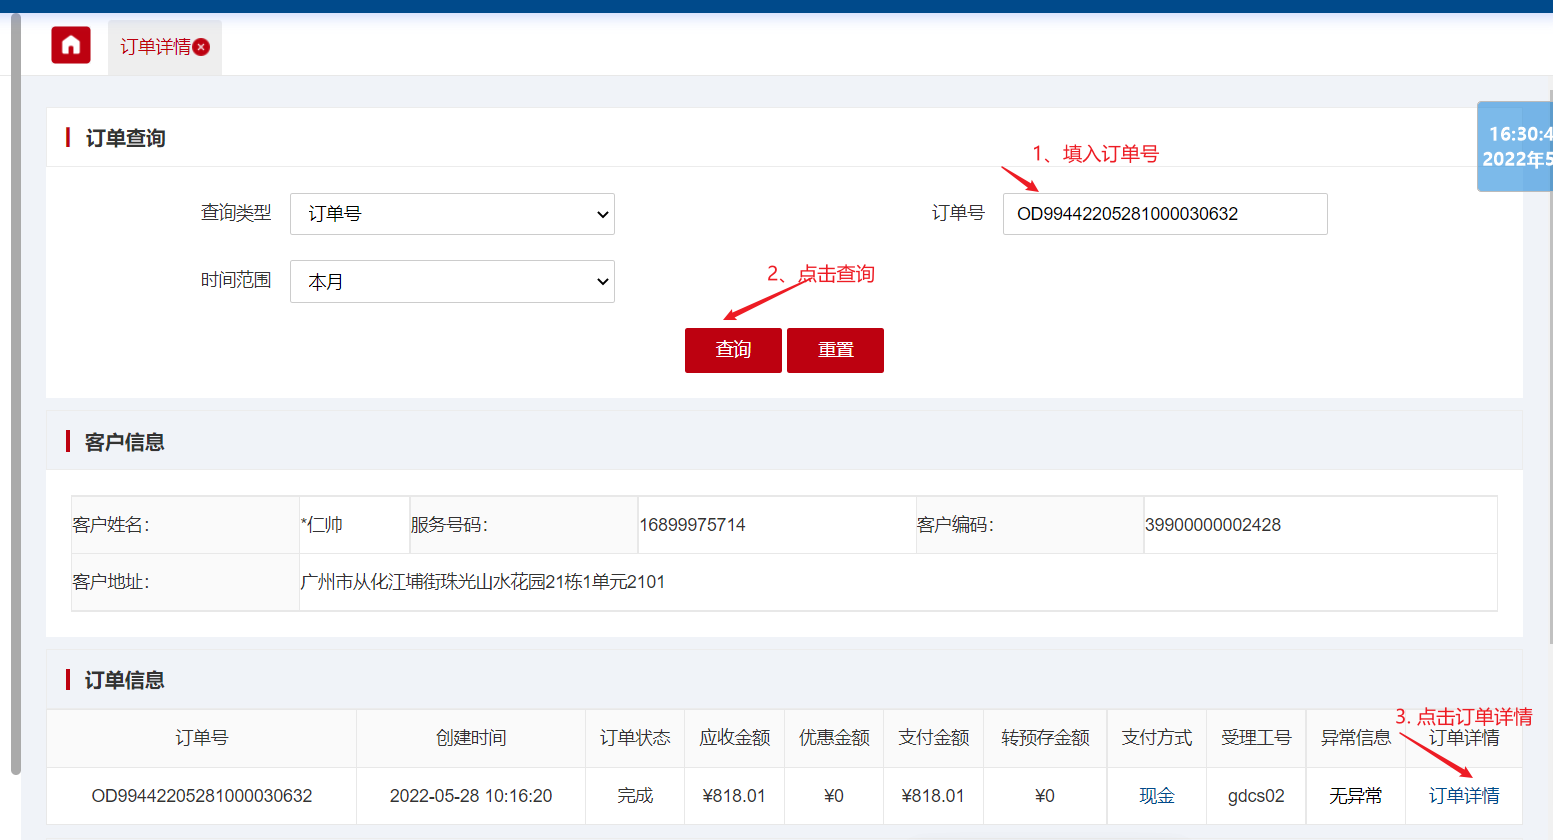 订单详情
订单查询
16:30:4
2022年5
1、填入订单号
查询类型 订单号 订单号 OD99442205281000030632
2、点击查询
时间范围 本月
查询 重置
客户信息
客户姓名: *仁帅 服务号码: 16899975714 客户编码: 39900000002428
客户地址: 广州市从化江埔街珠光山水花园21栋1单元2101
订单信息
3. 点击订单详情
订单号 创建时间 订单状态 应收金额 优惠金额 支付金额 转预存金额 支付方式 受理工号 异常信息 订单详情
OD99442205281000030632 2022-05-28 10:16:20 完成 ¥818.01 ¥0 ¥818.01 ¥0 现金 gdcs02 无异常 订单详情